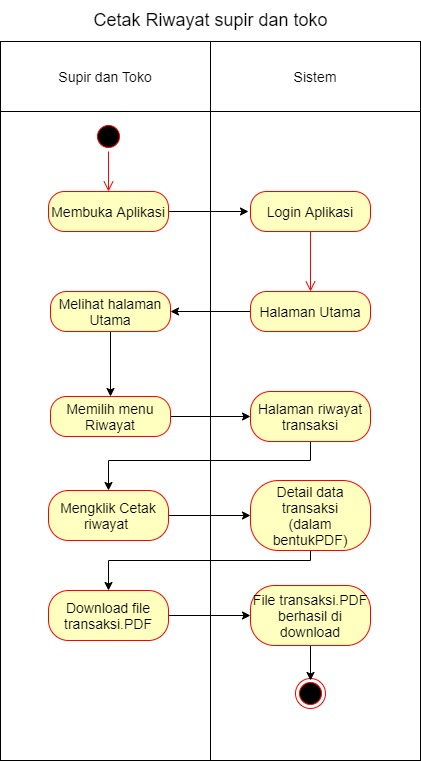 Cetak Riwayat supir dan toko
Supir dan Toko
Sistem
Membuka Aplikasi
Login Aplikasi
Melihat halaman
Utama
Halaman Utama
Memilih menu
Riwayat
Halaman riwayat
transaksi
Mengklik Cetak
riwayat
Detail data
transaksi
(dalam
bentukPDF)
Download file
transaksi.PDF
File transaksi.PDF
berhasil di
download